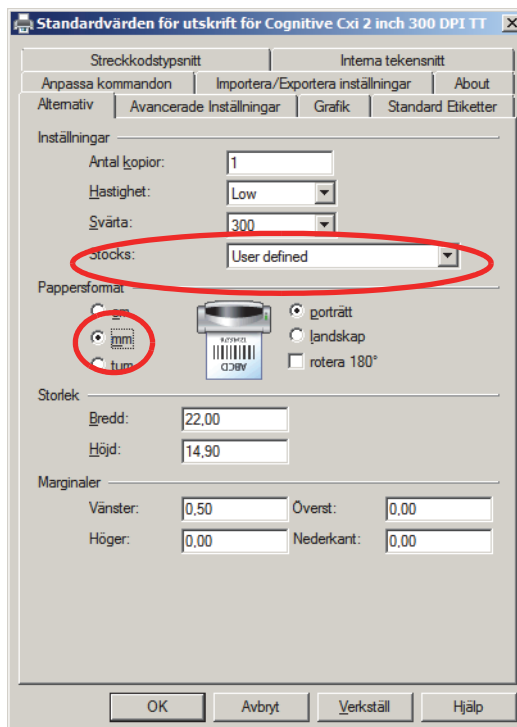 Standardvärden för utskrift för Cognitive Cxi 2 inch 300 DPI TT
Streckkodstypsnitt Interna tekensnitt
Anpassa kommandon Importera/Exportera inställningar About
Alternativ Avancerade Inställningar Grafik Standard Etiketter
Inställningar
Antal kopior: 1
Hastighet: Low
Svärta: 300
Stocks: User defined
Pappersformat
cm porträtt
mm landskap
tum rotera 180°
ABCD
Storlek
Bredd: 22,00
Höjd: 14,90
Marginaler
Vänster: 0,50 Överst: 0,00
Höger: 0,00 Nederkant: 0,00
OK Avbryt Verkställ Hjälp